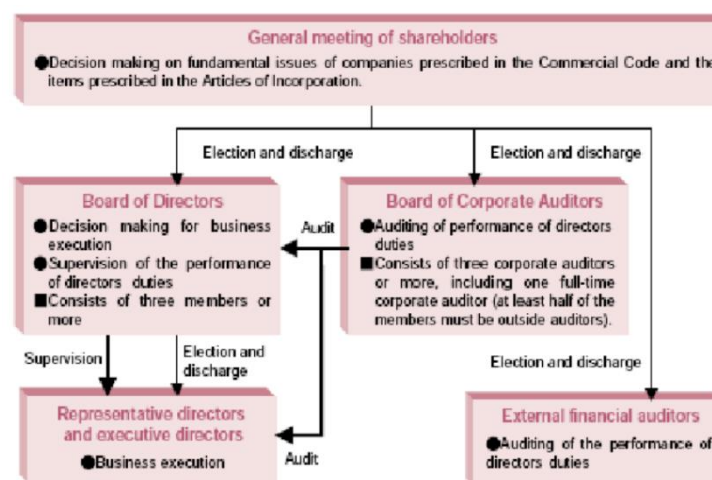 General meeting of shareholders
●Decision making on fundamental issues of companies prescribed in the Commercial Code and the
items prescribed in the Articles of Incorporation.
Election and discharge
Election and discharge
Board of Directors
●Decision making for business
execution
●Supervision of the performance
of directors duties
■Consists of three members or
more
Audit
Board of Corporate Auditors
●Auditing of performance of directors
duties
■Consists of three corporate auditors
or more, including one full-time
corporate auditor (at least half of the
members must be outside auditors).
Supervision
Election and
discharge
Election and discharge
Representative directors
and executive directors
●Business execution
Audit
External financial auditors
●Auditing of the performance of
directors duties